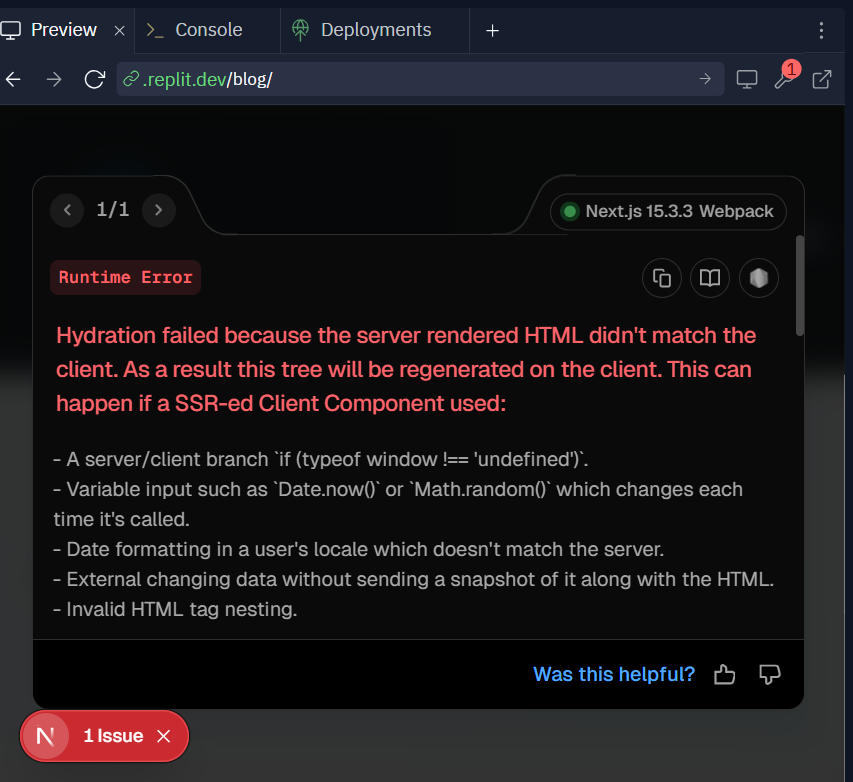 Preview
Console
Deployments
.replit.dev/blog/
1
1/1
Next.js 15.3.3 Webpack
Runtime Error
Hydration failed because the server rendered HTML didn't match the
client. As a result this tree will be regenerated on the client. This can
happen if a SSR-ed Client Component used:
- A server/client branch `if (typeof window !== 'undefined')`.
- Variable input such as `Date.now()` or `Math.random()` which changes each
time it's called.
- Date formatting in a user's locale which doesn't match the server.
- External changing data without sending a snapshot of it along with the HTML.
- Invalid HTML tag nesting.
Was this helpful?
N 1 Issue